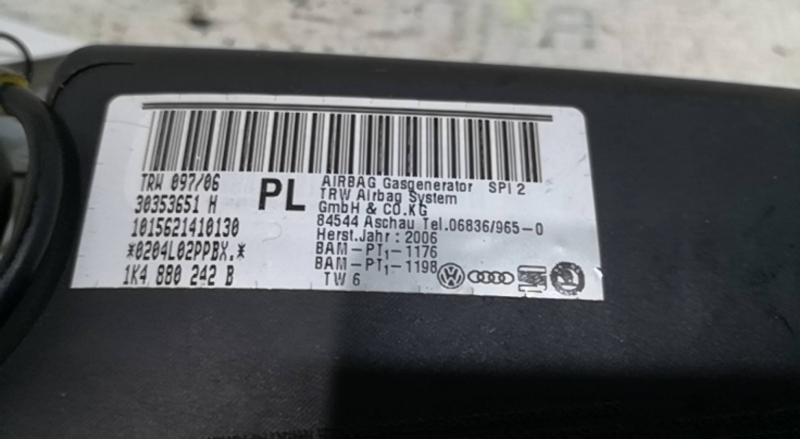 TRW 097/06
30353651 H
1015621410130
*0204L02PPBX.*
1K4 880 242 B
PL
AIRBAG Gasgenerator SPI 2
TRW Airbag System
GmbH & CO.KG
84544 Aschau Tel.06836/965-0
Herst.Jahr: 2006
BAM-PT1-1176
BAM-PT1-1198
TW 6